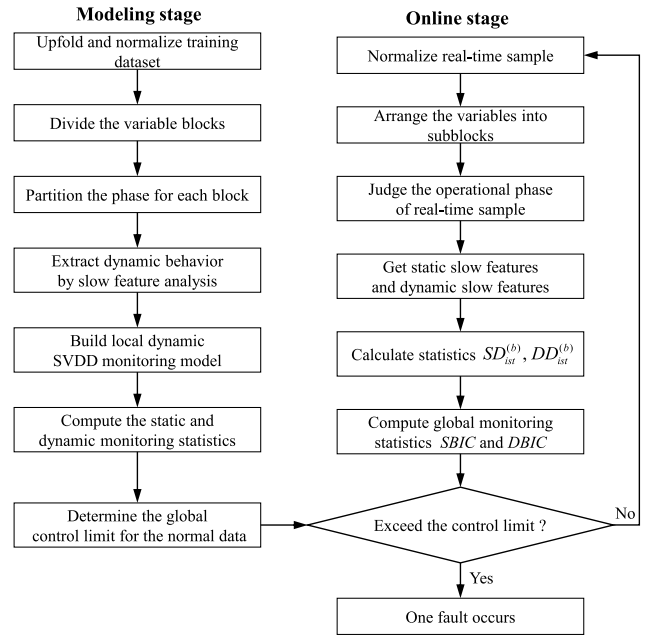 Modeling stage
Upfold and normalize training
dataset
Divide the variable blocks
Partition the phase for each block
Extract dynamic behavior
by slow feature analysis
Build local dynamic
SVDD monitoring model
Compute the static and
dynamic monitoring statistics
Determine the global
control limit for the normal data
Online stage
Normalize real-time sample
Arrange the variables into
subblocks
Judge the operational phase
of real-time sample
Get static slow features
and dynamic slow features
Calculate statistics SD_{ist}^{(b)}, DD_{ist}^{(b)}
Compute global monitoring
statistics SBIC and DBIC
Exceed the control limit ?
No
Yes
One fault occurs